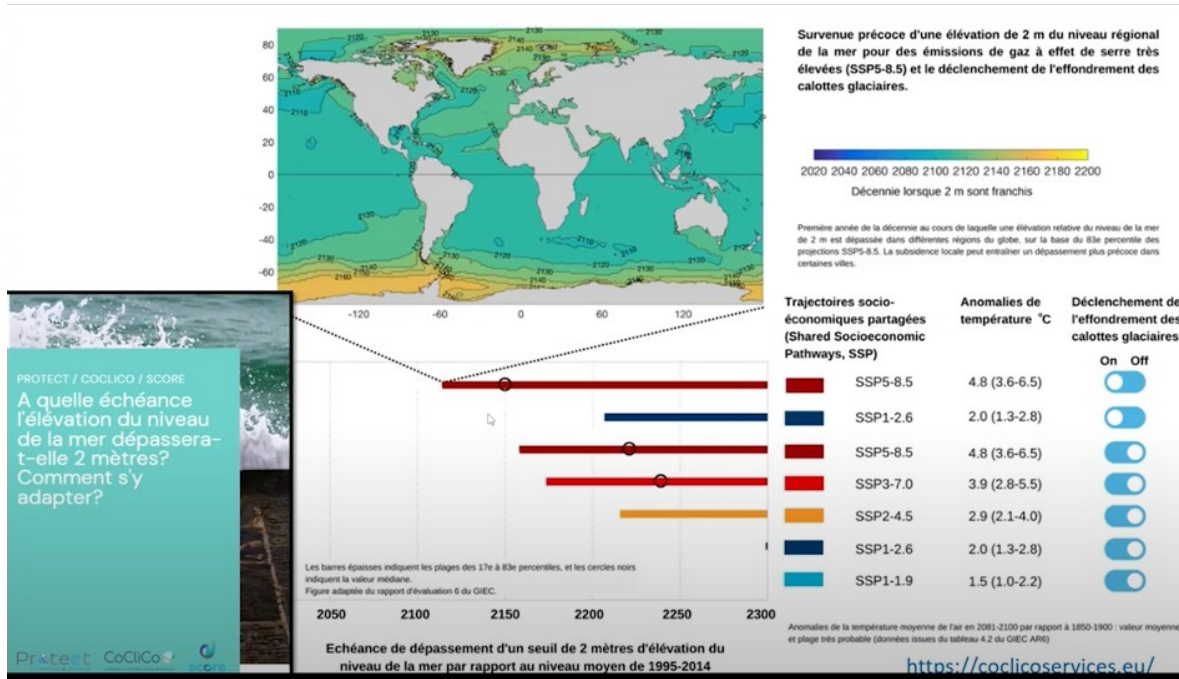 Survenue précoce d'une élévation de 2 m du niveau régional
de la mer pour des émissions de gaz à effet de serre très
élevées (SSP5-8.5) et le déclenchement de l'effondrement des
calottes glaciaires.
80
60
40
20
0
-20
-40
-60
-120
-60
0
60
120
2020 2040 2060 2080 2100 2120 2140 2160 2180 2200
Décennie lorsque 2 m sont franchis
Première année de la décennie au cours de laquelle une élévation relative du niveau de la mer
de 2 m est dépassée dans différentes régions du globe, sur la base du 83e percentile des
projections SSP5-8.5. La subsidence locale peut entraîner un dépassement plus précoce dans
certaines villes.
PROTECT / COCLICO / SCORE
A quelle échéance
l'élévation du niveau
de la mer dépassera-
t-elle 2 mètres?
Comment s'y
adapter?
Protect CoCliCo score
Trajectoires socio-
économiques partagées
(Shared Socioeconomic
Pathways, SSP)
Anomalies de
température °C
Déclenchement de
l'effondrement des
calottes glaciaires
On Off
SSP5-8.5 4.8 (3.6-6.5)
SSP1-2.6 2.0 (1.3-2.8)
SSP5-8.5 4.8 (3.6-6.5)
SSP3-7.0 3.9 (2.8-5.5)
SSP2-4.5 2.9 (2.1-4.0)
SSP1-2.6 2.0 (1.3-2.8)
SSP1-1.9 1.5 (1.0-2.2)
Les barres épaisses indiquent les plages des 17e à 83e percentiles, et les cercles noirs
indiquent la valeur médiane.
Figure adaptée du rapport d'évaluation 6 du GIEC.
2050 2100 2150 2200 2250 2300
Echéance de dépassement d'un seuil de 2 mètres d'élévation du
niveau de la mer par rapport au niveau moyen de 1995-2014
Anomalies de la température moyenne de l'air en 2081-2100 par rapport à 1850-1900 : valeur moyenne
et plage très probable (données issues du tableau 4.2 du GIEC AR6)
https://coclicoservices.eu/